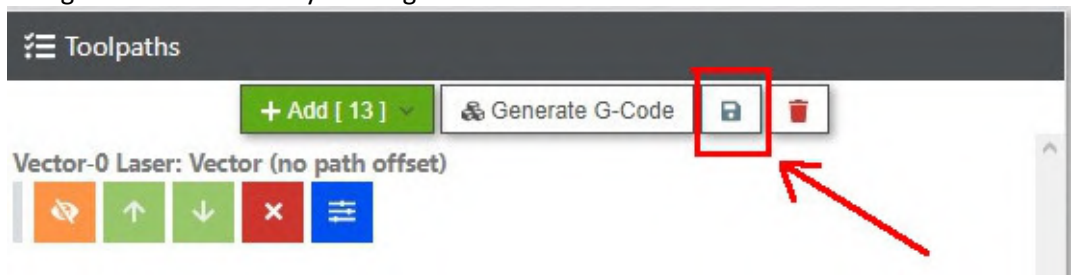 Toolpaths
+ Add [ 13 ] Generate G-Code
Vector-0 Laser: Vector (no path offset)